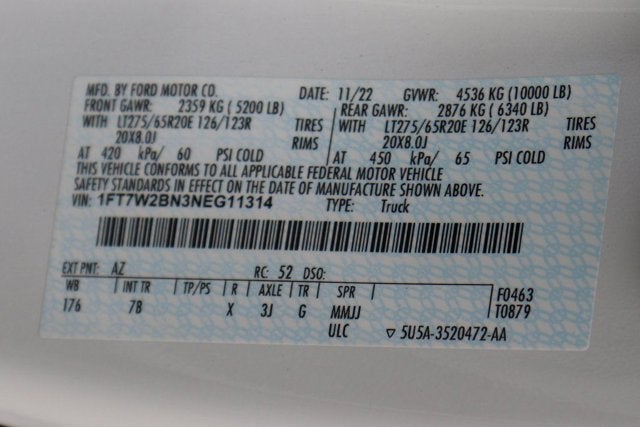 MFD. BY FORD MOTOR CO. DATE: 11/22 GVWR: 4536 KG (10000 LB)
FRONT GAWR: 2359 KG ( 5200 LB) REAR GAWR: 2876 KG ( 6340 LB)
WITH LT275/65R20E 126/123R TIRES WITH LT275/65R20E 126/123R TIRES
20X8.0J RIMS 20X8.0J RIMS
AT 420 kPa/ 60 PSI COLD AT 450 kPa/ 65 PSI COLD
THIS VEHICLE CONFORMS TO ALL APPLICABLE FEDERAL MOTOR VEHICLE
SAFETY STANDARDS IN EFFECT ON THE DATE OF MANUFACTURE SHOWN ABOVE.
VIN: 1FT7W2BN3NEG11314 TYPE: Truck
EXT PNT: AZ RC: 52 DSO:
WB INT TR TP/PS R AXLE TR SPR F0463
176 7B X 3J G MMJJ T0879
ULC ▽ 5U5A-3520472-AA